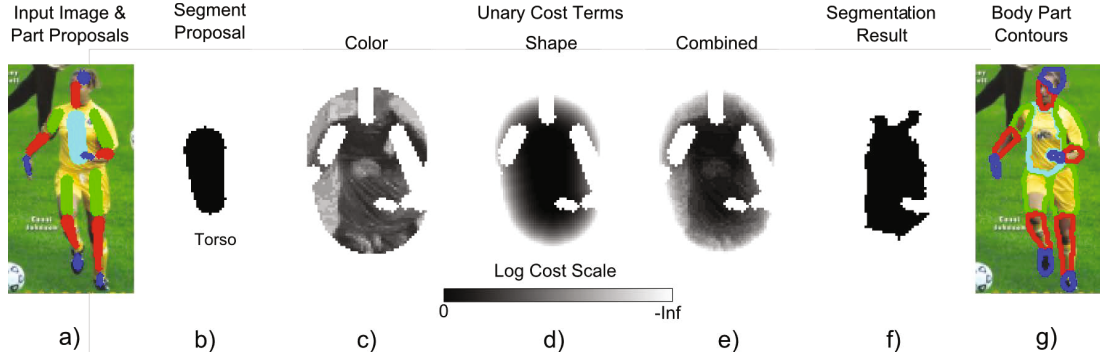 Input Image &
Part Proposals
Segment
Proposal
Unary Cost Terms
Color
Shape
Combined
Segmentation
Result
Body Part
Contours
Torso
Log Cost Scale
0
-Inf
a)
b)
c)
d)
e)
f)
g)